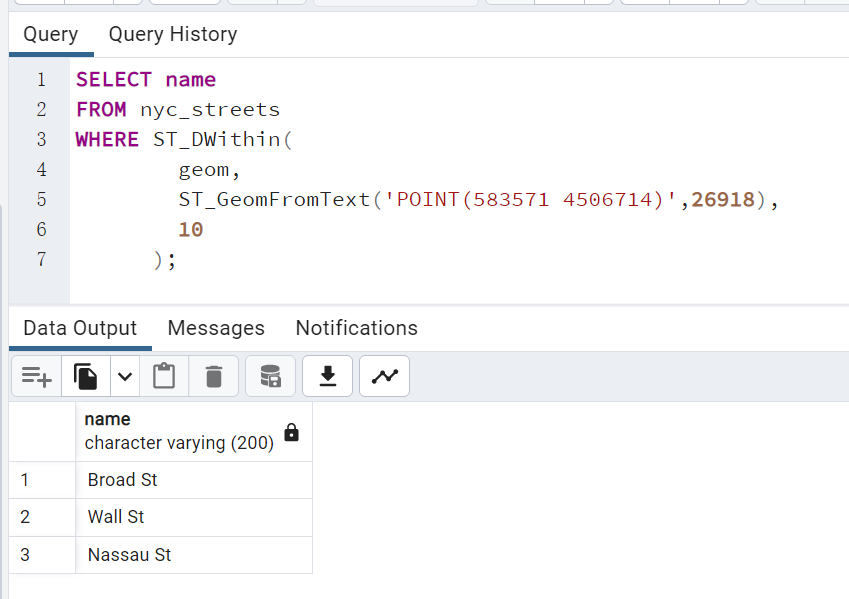 Query Query History
1 SELECT name
2 FROM nyc_streets
3 WHERE ST_DWithin(
4 geom,
5 ST_GeomFromText('POINT(583571 4506714)',26918),
6 10
7 );
Data Output Messages Notifications
name
character varying (200)
1 Broad St
2 Wall St
3 Nassau St